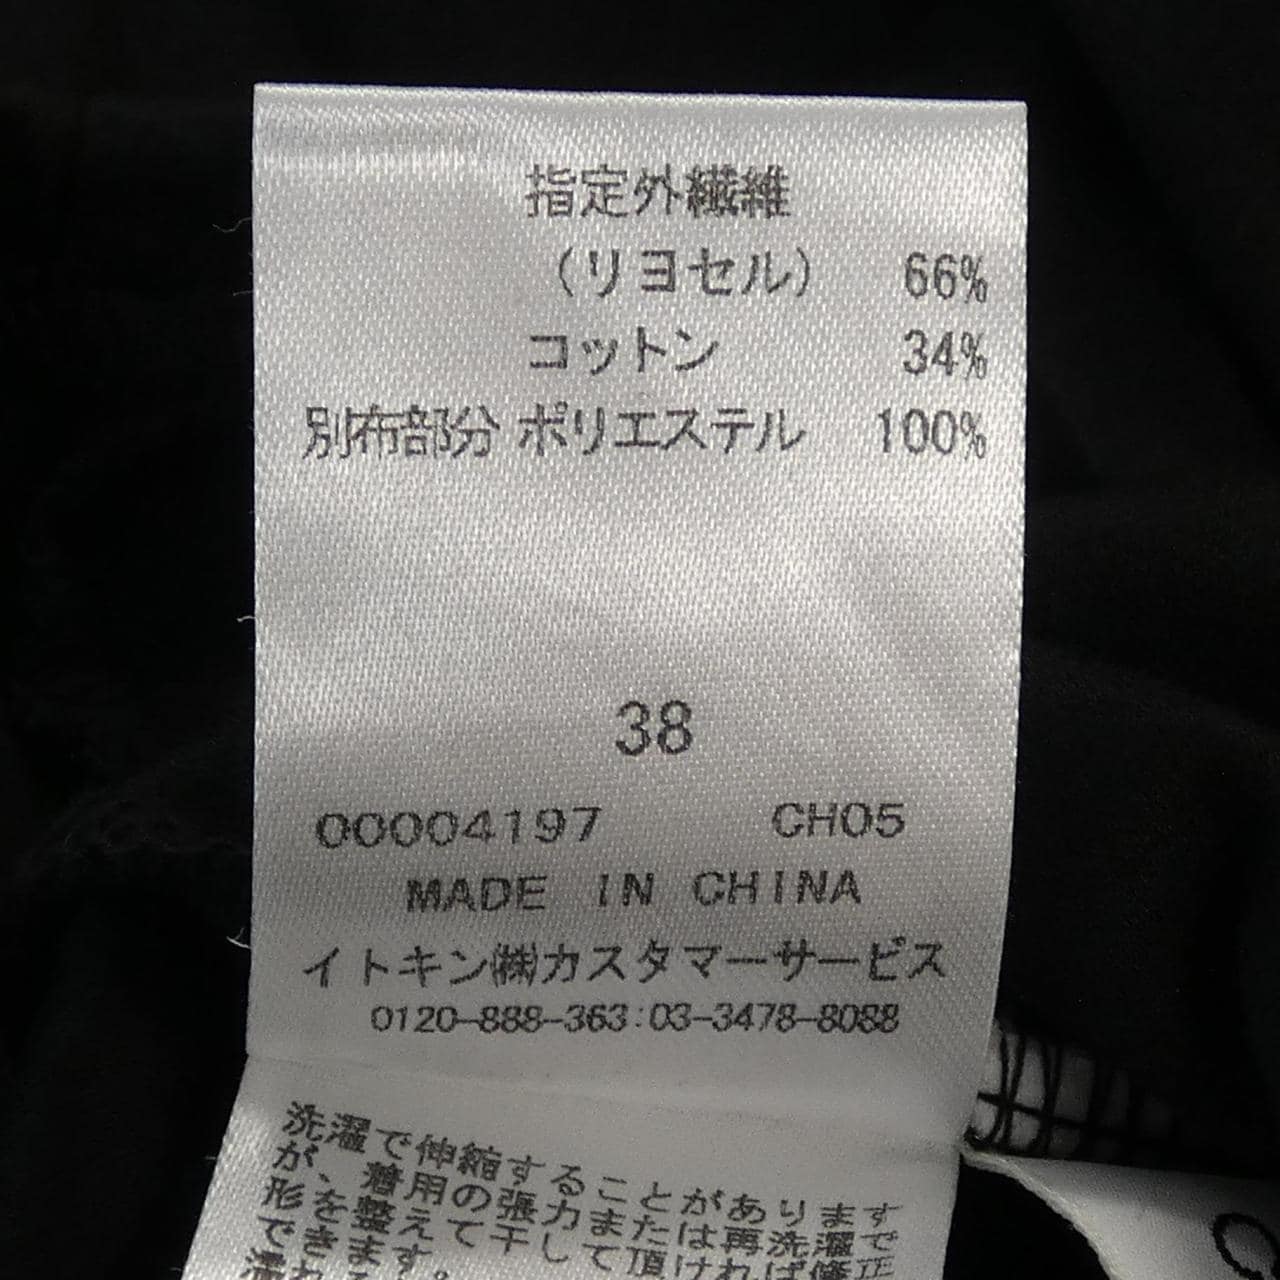 指定外繊維
(リヨセル) 66%
コットン 34%
別布部分 ポリエステル 100%
38
00004197 CH05
MADE IN CHINA
イトキン㈱カスタマーサービス
0120-888-363:03-3478-8088
洗濯で伸縮することがあります
が、着用の張力または再洗濯で
形を整えて干して頂ければ修正
できます。